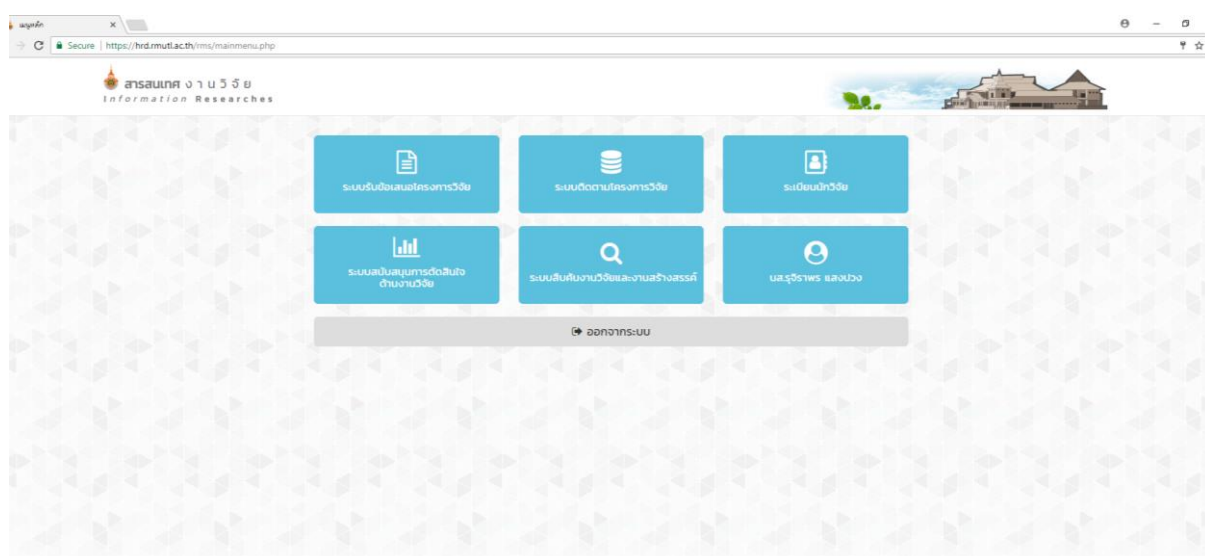 เมนูหลัก
Secure | https://hrd.rmutl.ac.th/rms/mainmenu.php
สารสนเทศ งานวิจัย
Information Researches
ระบบรับข้อเสนอโครงการวิจัย
ระบบติดตามโครงการวิจัย
ระเบียนนักวิจัย
ระบบสนับสนุนการตัดสินใจ
ด้านงานวิจัย
ระบบสืบค้นงานวิจัยและงานสร้างสรรค์
นส.รุจิราพร แสงปวง
ออกจากระบบ